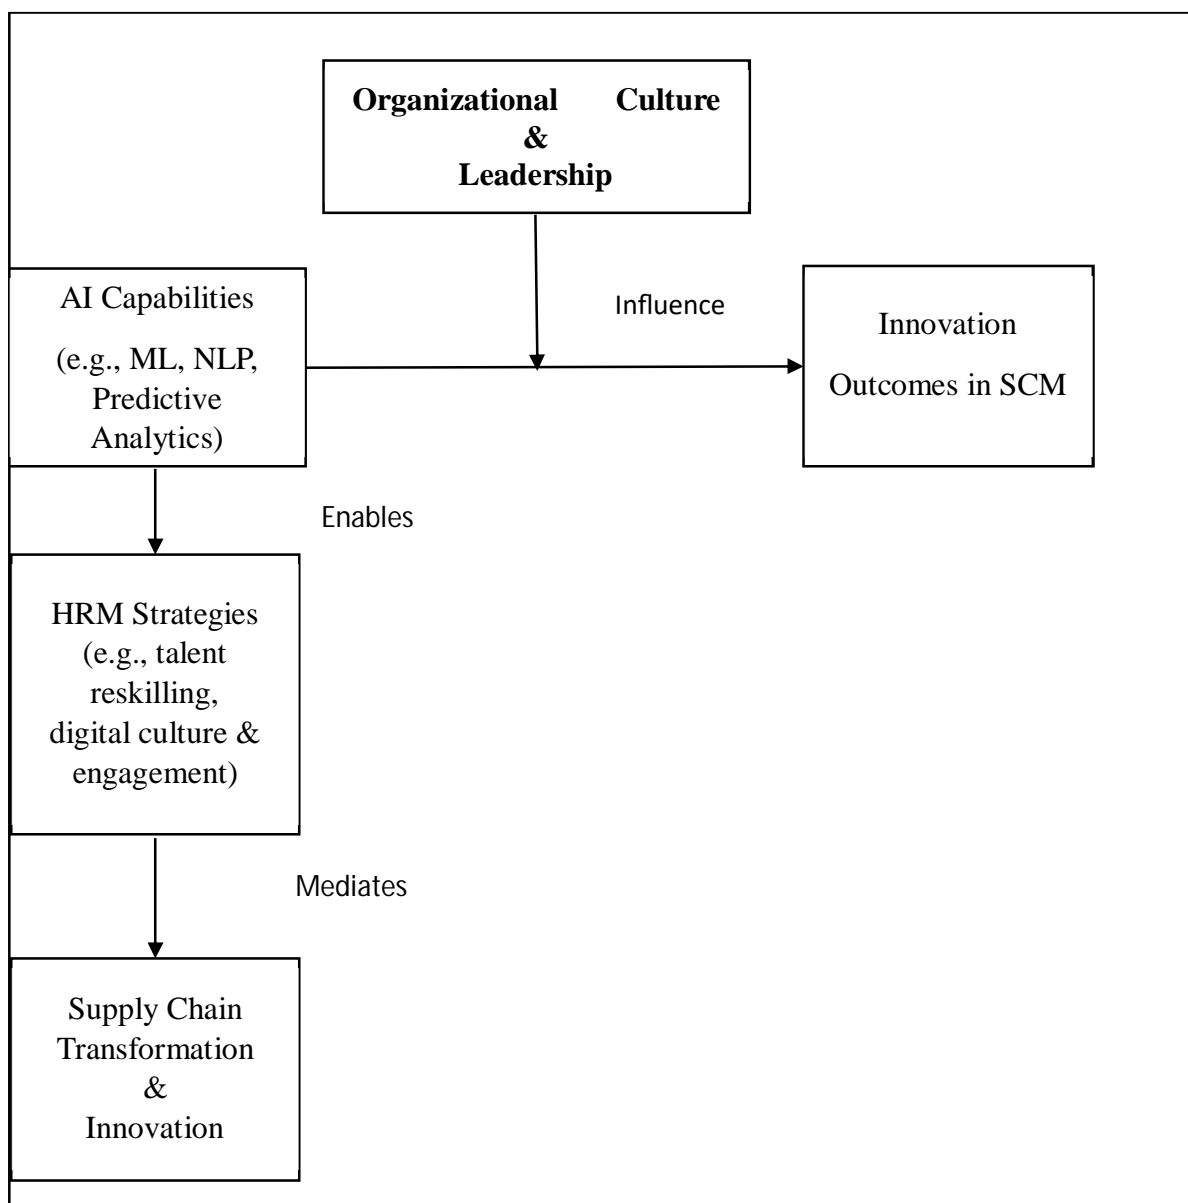 Organizational Culture
&
Leadership
AI Capabilities
(e.g., ML, NLP,
Predictive
Analytics)
Influence
Innovation
Outcomes in SCM
Enables
HRM Strategies
(e.g., talent
reskilling,
digital culture &
engagement)
Mediates
Supply Chain
Transformation
&
Innovation